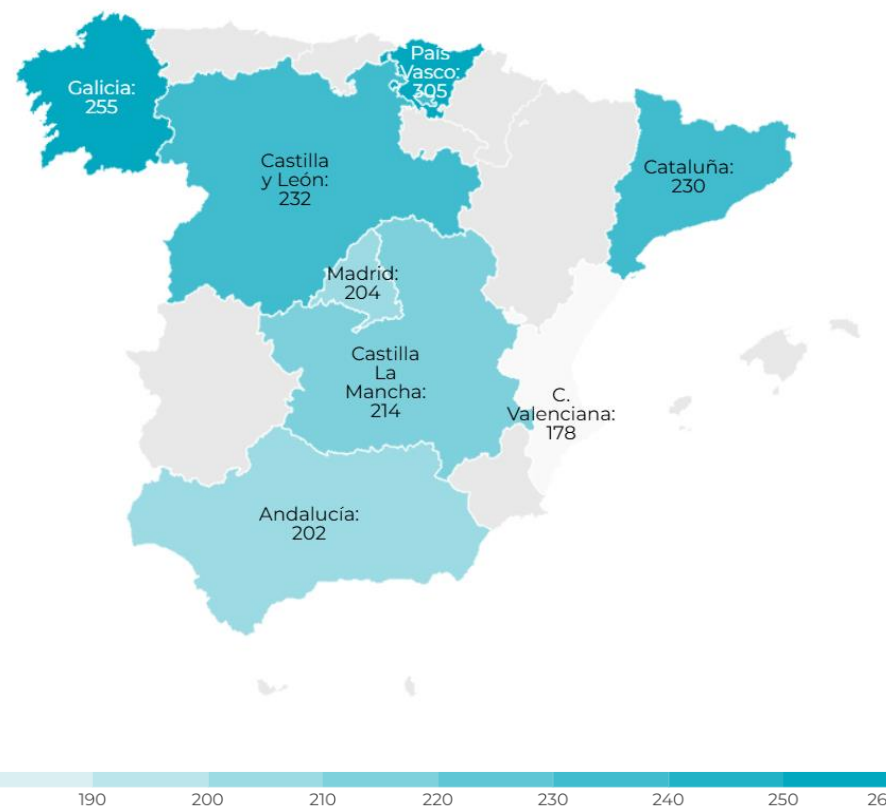 País
Vasco:
305
Galicia:
255
Castilla
y León:
232
Cataluña:
230
Madrid:
204
Castilla
La
Mancha:
214
C.
Valenciana:
178
Andalucía:
202
190 200 210 220 230 240 250 26